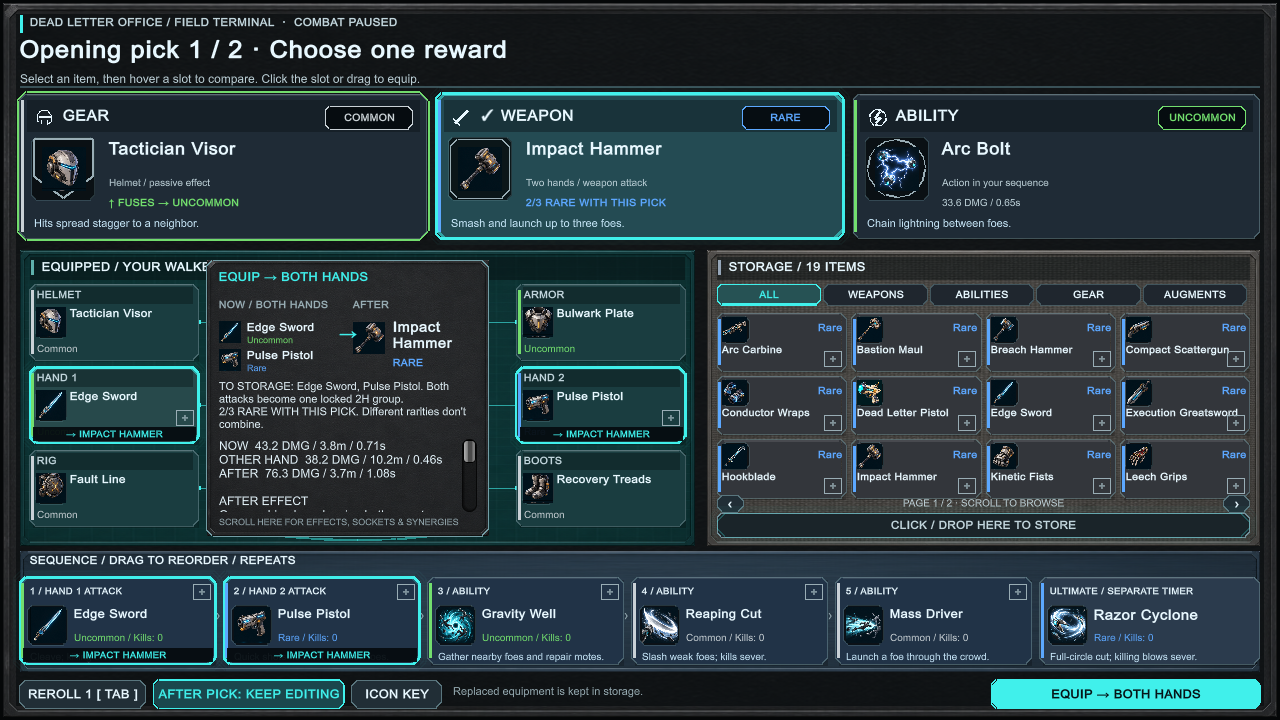 DEAD LETTER OFFICE / FIELD TERMINAL · COMBAT PAUSED
Opening pick 1 / 2 · Choose one reward
Select an item, then hover a slot to compare. Click the slot or drag to equip.
GEAR
COMMON
Tactician Visor
Helmet / passive effect
↑ FUSES → UNCOMMON
Hits spread stagger to a neighbor.
✓ WEAPON
RARE
Impact Hammer
Two hands / weapon attack
2/3 RARE WITH THIS PICK
Smash and launch up to three foes.
ABILITY
UNCOMMON
Arc Bolt
Action in your sequence
33.6 DMG / 0.65s
Chain lightning between foes.
EQUIPPED / YOUR WALKE
HELMET
Tactician Visor
Common
HAND 1
Edge Sword
+
→ IMPACT HAMMER
RIG
Fault Line
Common
EQUIP → BOTH HANDS
NOW / BOTH HANDS
AFTER
Edge Sword
Uncommon
Pulse Pistol
Rare
→
Impact
Hammer
RARE
TO STORAGE: Edge Sword, Pulse Pistol. Both
attacks become one locked 2H group.
2/3 RARE WITH THIS PICK. Different rarities don't
combine.
NOW 43.2 DMG / 3.8m / 0.71s
OTHER HAND 38.2 DMG / 10.2m / 0.46s
AFTER 76.3 DMG / 3.7m / 1.08s
AFTER EFFECT
SCROLL HERE FOR EFFECTS, SOCKETS & SYNERGIES
ARMOR
Bulwark Plate
Uncommon
HAND 2
Pulse Pistol
+
→ IMPACT HAMMER
BOOTS
Recovery Treads
Common
STORAGE / 19 ITEMS
ALL
WEAPONS
ABILITIES
GEAR
AUGMENTS
Rare
Arc Carbine
+
Rare
Bastion Maul
+
Rare
Breach Hammer
+
Rare
Compact Scattergun
+
Rare
Conductor Wraps
+
Rare
Dead Letter Pistol
+
Rare
Edge Sword
+
Rare
Execution Greatsword
+
Rare
Hookblade
+
Rare
Impact Hammer
+
Rare
Kinetic Fists
+
Rare
Leech Grips
+
‹
PAGE 1 / 2 · SCROLL TO BROWSE
›
CLICK / DROP HERE TO STORE
SEQUENCE / DRAG TO REORDER / REPEATS
1 / HAND 1 ATTACK
+
Edge Sword
Uncommon / Kills: 0
→ IMPACT HAMMER
2 / HAND 2 ATTACK
+
Pulse Pistol
Rare / Kills: 0
→ IMPACT HAMMER
3 / ABILITY
+
Gravity Well
Uncommon / Kills: 0
Gather nearby foes and repair motes.
4 / ABILITY
+
Reaping Cut
Common / Kills: 0
Slash weak foes; kills sever.
5 / ABILITY
+
Mass Driver
Common / Kills: 0
Launch a foe through the crowd.
ULTIMATE / SEPARATE TIMER
Razor Cyclone
Rare / Kills: 0
Full-circle cut; killing blows sever.
REROLL 1 [ TAB ]
AFTER PICK: KEEP EDITING
ICON KEY
Replaced equipment is kept in storage.
EQUIP → BOTH HANDS